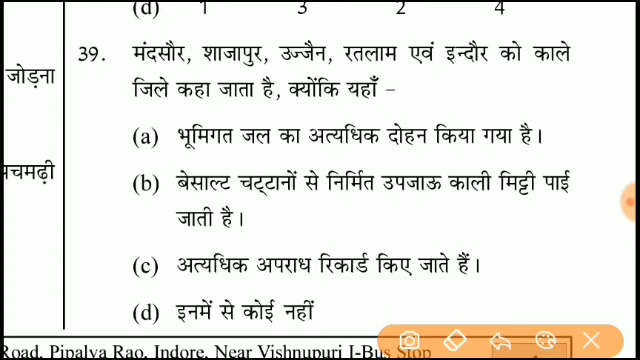 (d) 1 3 2 4
जोड़ना
39. मंदसौर, शाजापुर, उज्जैन, रतलाम एवं इन्दौर को काले
जिले कहा जाता है, क्योंकि यहाँ –
(a) भूमिगत जल का अत्यधिक दोहन किया गया है।
पचमढ़ी
(b) बेसाल्ट चट्टानों से निर्मित उपजाऊ काली मिट्टी पाई
जाती है।
(c) अत्यधिक अपराध रिकार्ड किए जाते हैं।
(d) इनमें से कोई नहीं
Road, Pipalya Rao, Indore, Near Vishnupuri I-Bus Stop